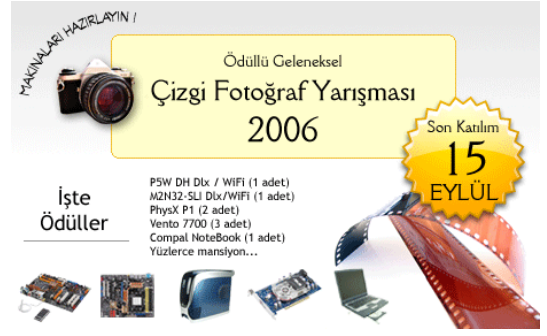 MAKINALARI HAZIRLAYIN !
Ödüllü Geleneksel
Çizgi Fotoğraf Yarışması
2006
Son Katılım
15
EYLÜL
İşte
Ödüller
P5W DH Dlx / WiFi (1 adet)
M2N32-SLI Dlx/WiFi (1 adet)
PhysX P1 (2 adet)
Vento 7700 (3 adet)
Compal NoteBook (1 adet)
Yüzlerce mansiyon...